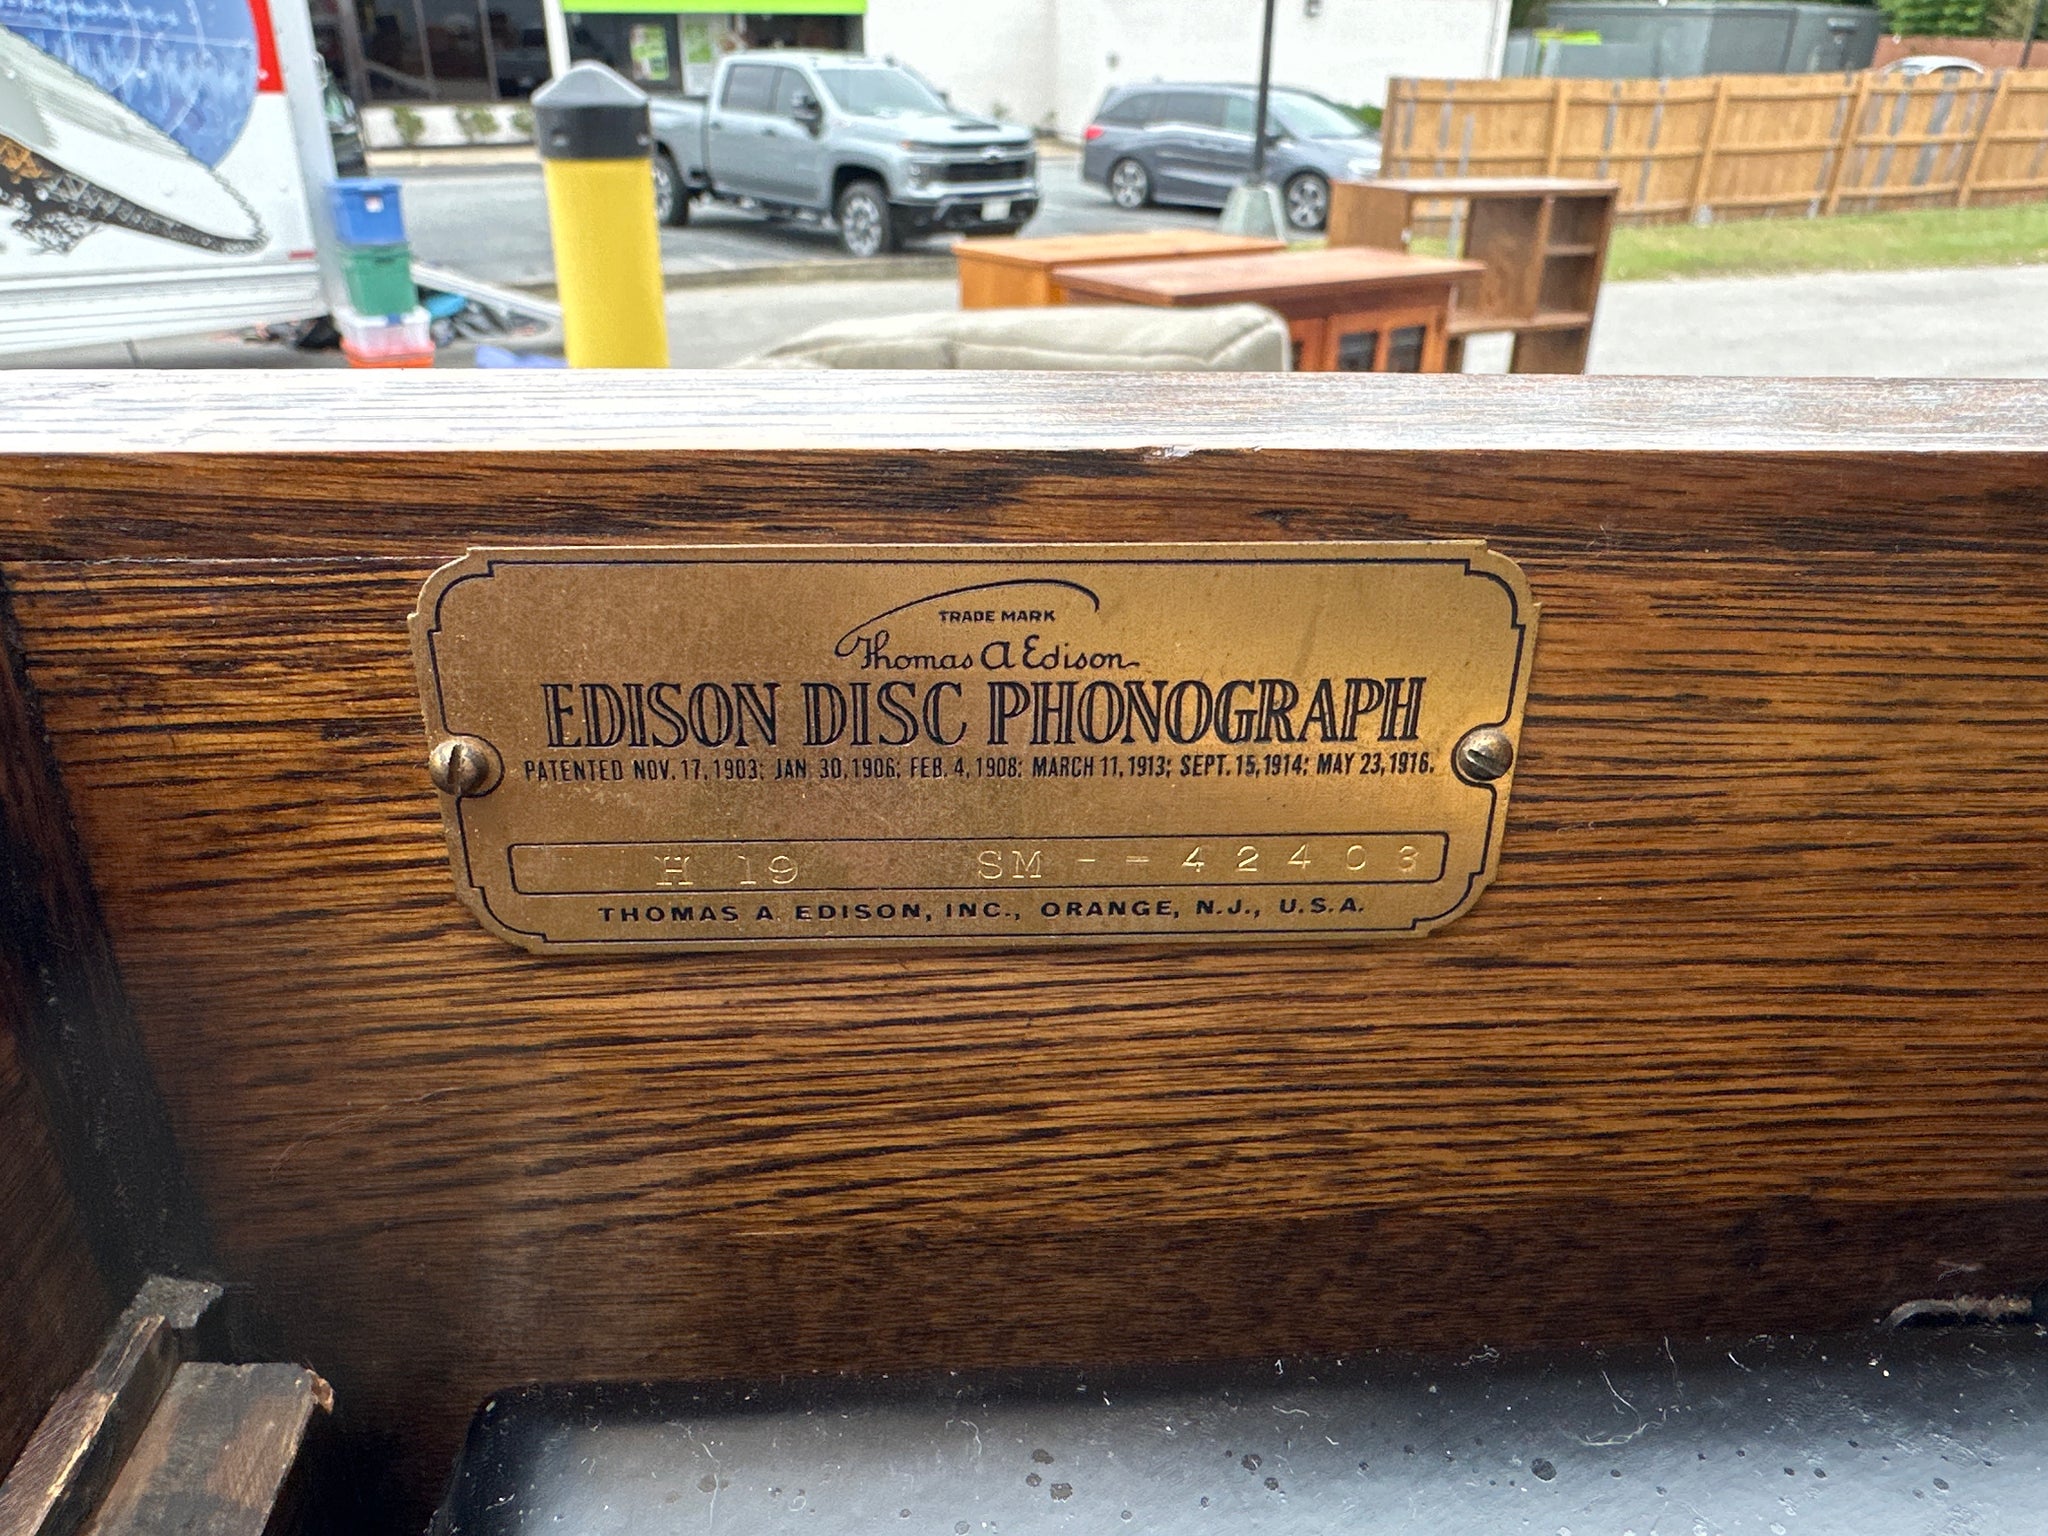 TRADE MARK
Thomas A Edison
EDISON DISC PHONOGRAPH
PATENTED NOV. 17, 1903; JAN 30, 1906; FEB. 4, 1908; MARCH 11, 1913; SEPT. 15, 1914; MAY 23, 1916.
H 19 SM -- 42403
THOMAS A EDISON, INC., ORANGE, N.J., U.S.A.